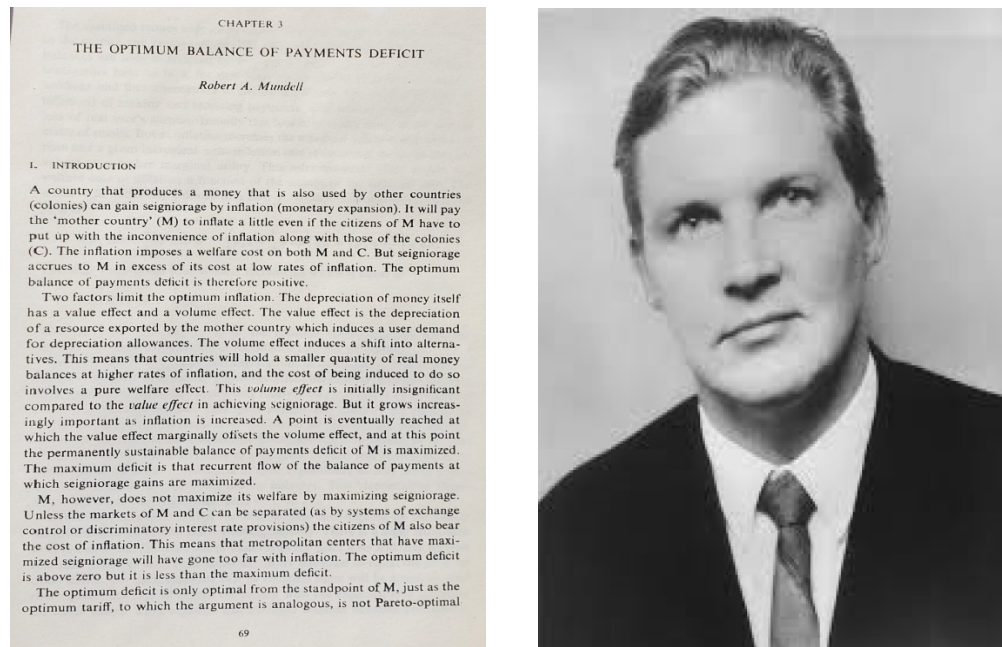 CHAPTER 3
THE OPTIMUM BALANCE OF PAYMENTS DEFICIT
Robert A. Mundell
I. INTRODUCTION
A country that produces a money that is also used by other countries
(colonies) can gain seigniorage by inflation (monetary expansion). It will pay
the ‘mother country’ (M) to inflate a little even if the citizens of M have to
put up with the inconvenience of inflation along with those of the colonies
(C). The inflation imposes a welfare cost on both M and C. But seigniorage
accrues to M in excess of its cost at low rates of inflation. The optimum
balance of payments deficit is therefore positive.
Two factors limit the optimum inflation. The depreciation of money itself
has a value effect and a volume effect. The value effect is the depreciation
of a resource exported by the mother country which induces a user demand
for depreciation allowances. The volume effect induces a shift into alterna-
tives. This means that countries will hold a smaller quantity of real money
balances at higher rates of inflation, and the cost of being induced to do so
involves a pure welfare effect. This volume effect is initially insignificant
compared to the value effect in achieving seigniorage. But it grows increas-
ingly important as inflation is increased. A point is eventually reached at
which the value effect marginally offsets the volume effect, and at this point
the permanently sustainable balance of payments deficit of M is maximized.
The maximum deficit is that recurrent flow of the balance of payments at
which seigniorage gains are maximized.
M, however, does not maximize its welfare by maximizing seigniorage.
Unless the markets of M and C can be separated (as by systems of exchange
control or discriminatory interest rate provisions) the citizens of M also bear
the cost of inflation. This means that metropolitan centers that have maxi-
mized seigniorage will have gone too far with inflation. The optimum deficit
is above zero but it is less than the maximum deficit.
The optimum deficit is only optimal from the standpoint of M, just as the
optimum tariff, to which the argument is analogous, is not Pareto-optimal
69